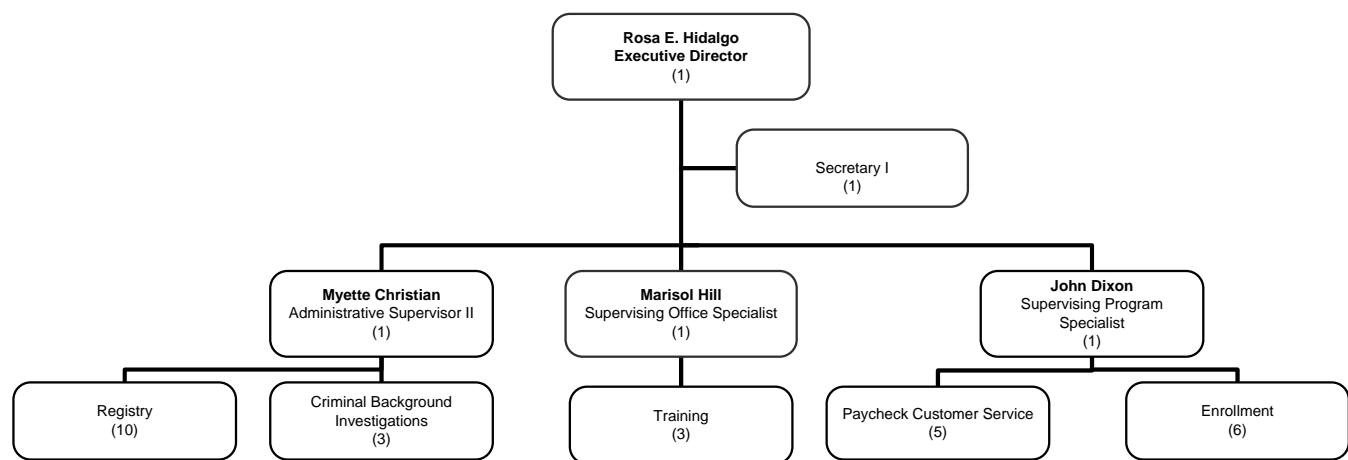 Rosa E. Hidalgo
Executive Director
(1)
Secretary I
(1)
Myette Christian
Administrative Supervisor II
(1)
Marisol Hill
Supervising Office Specialist
(1)
John Dixon
Supervising Program
Specialist
(1)
Registry
(10)
Criminal Background
Investigations
(3)
Training
(3)
Paycheck Customer Service
(5)
Enrollment
(6)